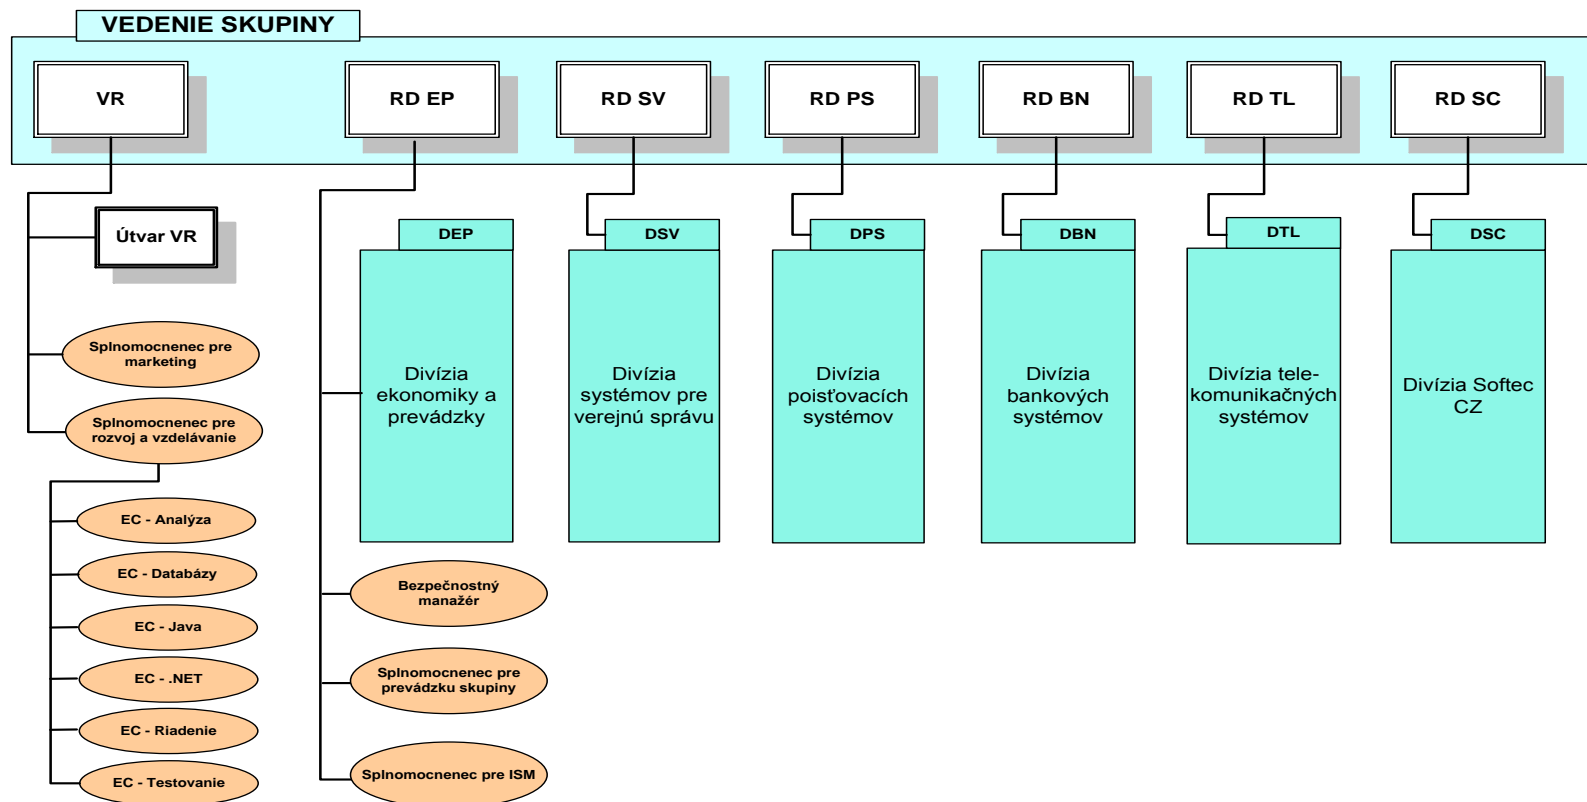 VEDENIE SKUPINY
VR
RD EP
RD SV
RD PS
RD BN
RD TL
RD SC
Útvar VR
Splnomocnenec pre
marketing
Splnomocnenec pre
rozvoj a vzdelávanie
EC - Analýza
EC - Databázy
EC - Java
EC - .NET
EC - Riadenie
EC - Testovanie
DEP
Divízia
ekonomiky a
prevádzky
Bezpečnostný
manažér
Splnomocnenec pre
prevádzku skupiny
Splnomocnenec pre ISM
DSV
Divízia
systémov pre
verejnú správu
DPS
Divízia
poisťovacích
systémov
DBN
Divízia
bankových
systémov
DTL
Divízia tele-
komunikačných
systémov
DSC
Divízia Softec
CZ